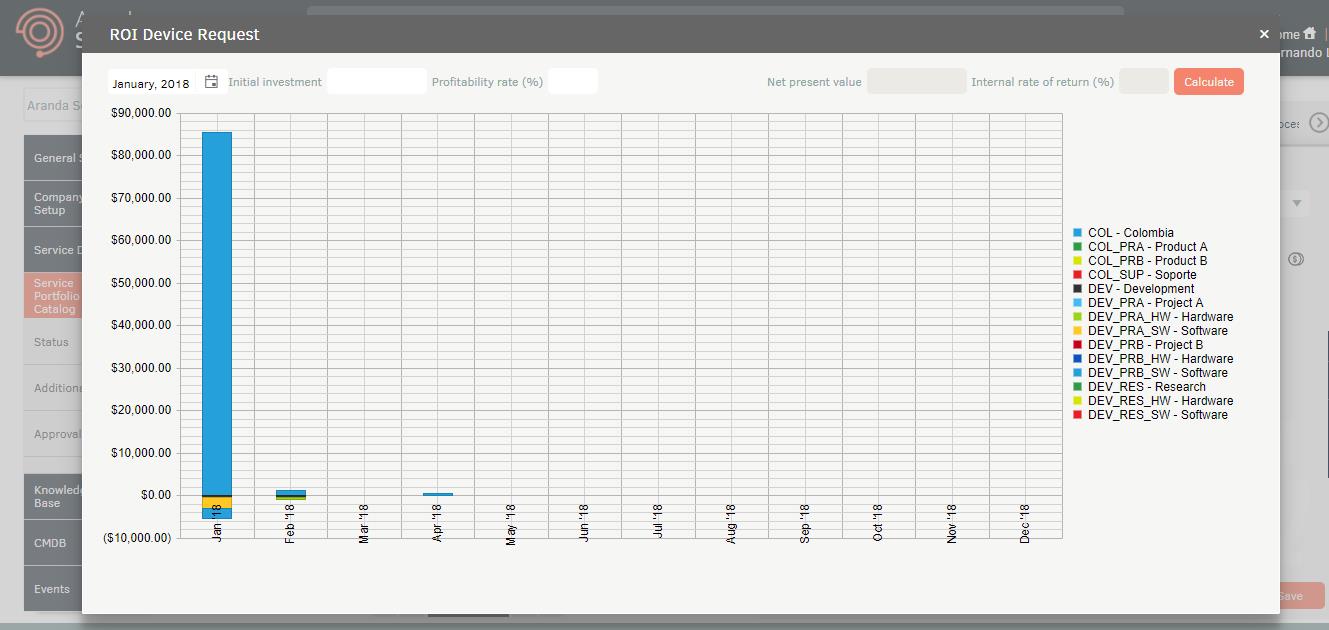 ROI Device Request
×
ome
rnando
January, 2018
Initial investment
Profitability rate (%)
Net present value
Internal rate of return (%)
Calculate
Aranda S
General S
Company
Setup
Service D
Service
Portfolio
Catalog
Status
Additiona
Approval
Knowledg
Base
CMDB
Events
$90,000.00
$80,000.00
$70,000.00
$60,000.00
$50,000.00
$40,000.00
$30,000.00
$20,000.00
$10,000.00
$0.00
($10,000.00)
Jan '18
Feb '18
Mar '18
Apr '18
May '18
Jun '18
Jul '18
Aug '18
Sep '18
Oct '18
Nov '18
Dec '18
COL - Colombia
COL_PRA - Product A
COL_PRB - Product B
COL_SUP - Soporte
DEV - Development
DEV_PRA - Project A
DEV_PRA_HW - Hardware
DEV_PRA_SW - Software
DEV_PRB - Project B
DEV_PRB_HW - Hardware
DEV_PRB_SW - Software
DEV_RES - Research
DEV_RES_HW - Hardware
DEV_RES_SW - Software
Save